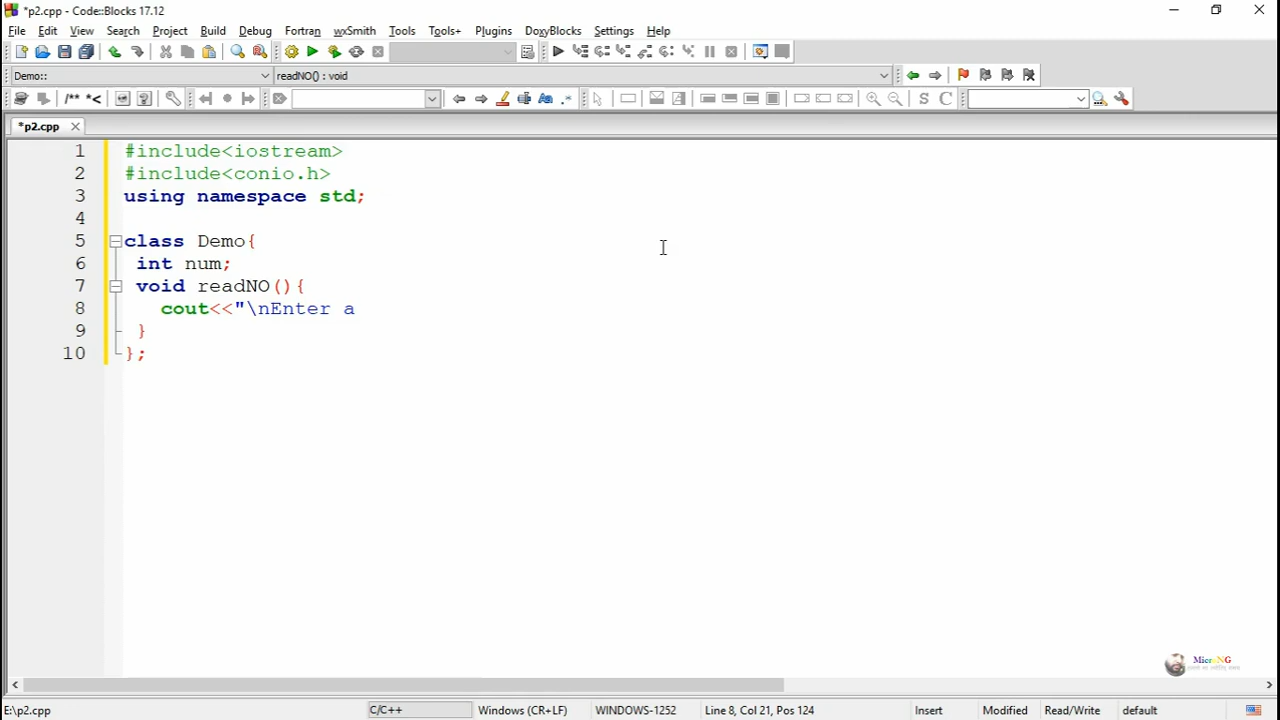 *p2.cpp - Code::Blocks 17.12
File Edit View Search Project Build Debug Fortran wxSmith Tools Tools+ Plugins DoxyBlocks Settings Help
Demo:: readNO() : void
/** *<
S C
*p2.cpp
1 #include<iostream>
2 #include<conio.h>
3 using namespace std;
4
5 class Demo{
6 int num;
7 void readNO(){
8 cout<<"\nEnter a
9 }
10 };
MicroNG
E:\p2.cpp C/C++ Windows (CR+LF) WINDOWS-1252 Line 8, Col 21, Pos 124 Insert Modified Read/Write default